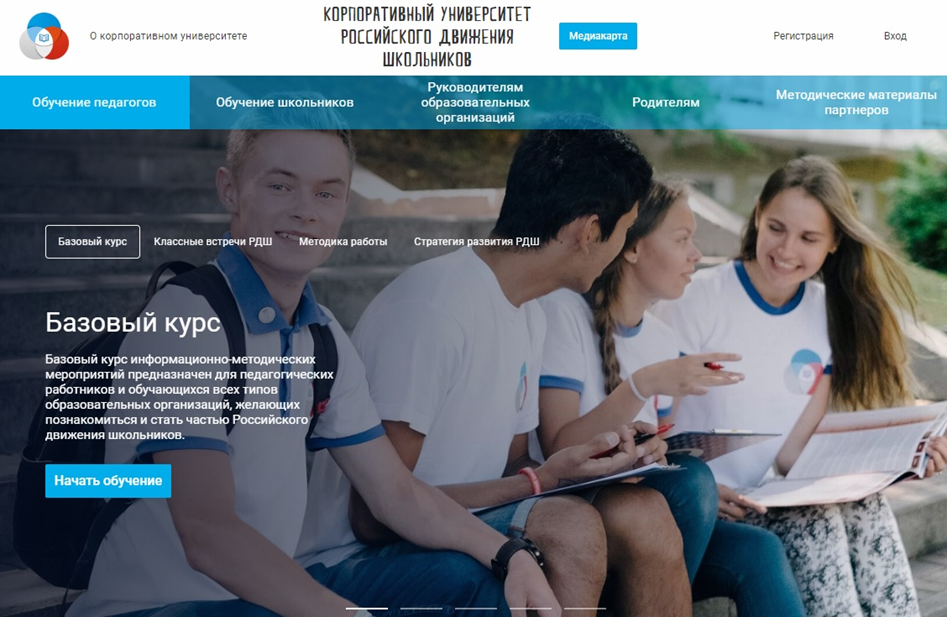 О корпоративном университете
КОРПОРАТИВНЫЙ УНИВЕРСИТЕТ
РОССИЙСКОГО ДВИЖЕНИЯ
ШКОЛЬНИКОВ
Медиакарта
Регистрация
Вход
Обучение педагогов
Обучение школьников
Руководителям
образовательных
организаций
Родителям
Методические материалы
партнеров
Базовый курс
Классные встречи РДШ
Методика работы
Стратегия развития РДШ
Базовый курс
Базовый курс информационно-методических
мероприятий предназначен для педагогических
работников и обучающихся всех типов
образовательных организаций, желающих
познакомиться и стать частью Российского
движения школьников.
Начать обучение